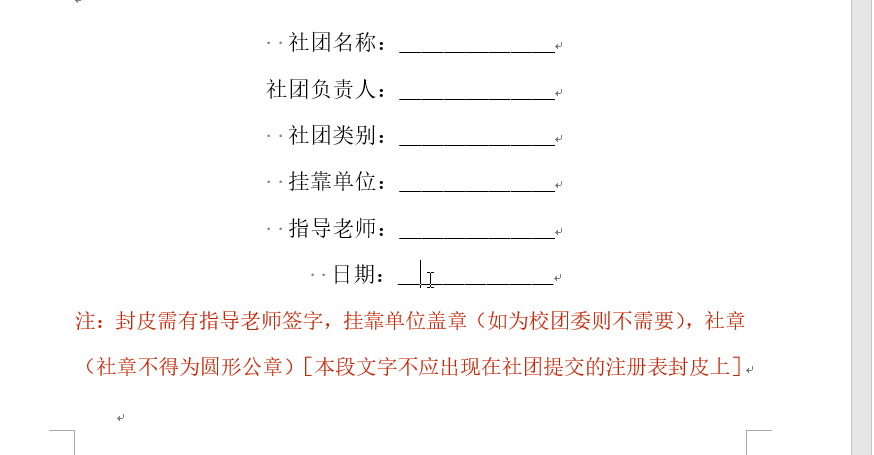 社团名称：______________
社团负责人：______________
社团类别：______________
挂靠单位：______________
指导老师：______________
日期：______________
注：封皮需有指导老师签字，挂靠单位盖章（如为校团委则不需要），社章
（社章不得为圆形公章）[本段文字不应出现在社团提交的注册表封皮上]